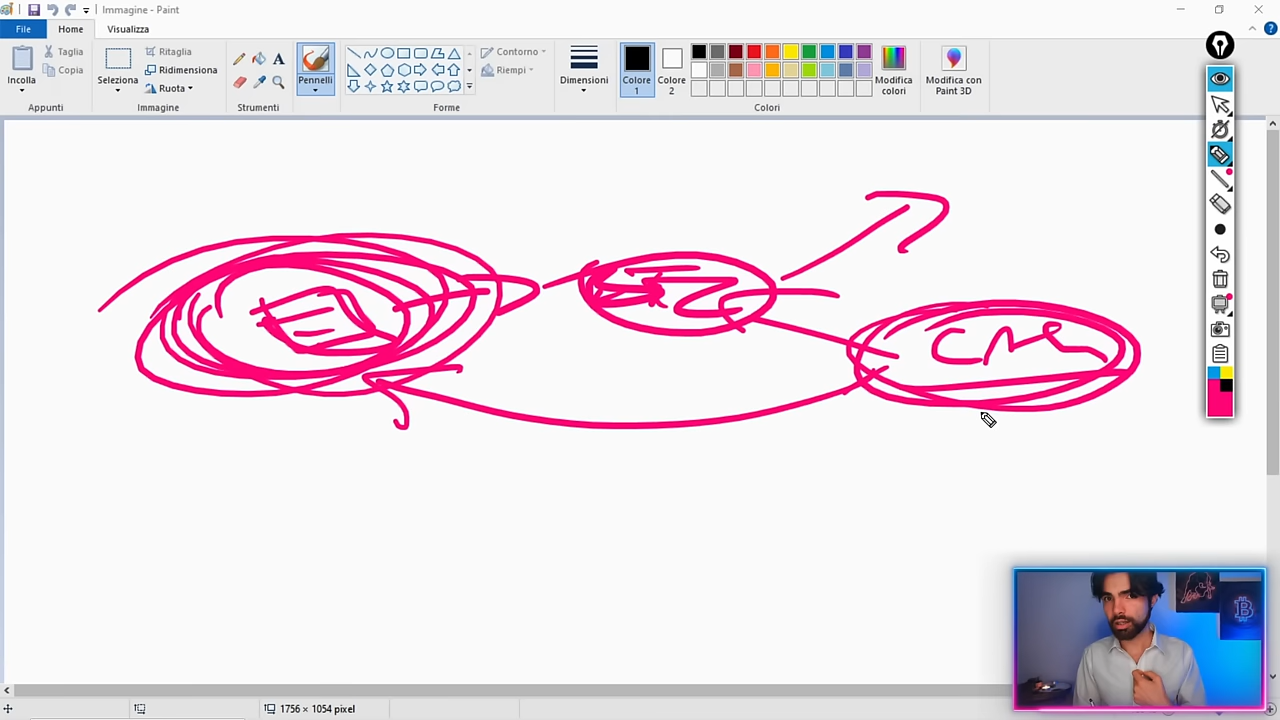 Immagine - Paint
File
Home
Visualizza
Incolla
Taglia
Copia
Appunti
Seleziona
Ritaglia
Ridimensiona
Ruota
Immagine
Strumenti
Pennelli
Forme
Contorno
Riempi
Dimensioni
Colore 1
Colore 2
Modifica colori
Colori
Modifica con Paint 3D
1756 × 1054 pixel